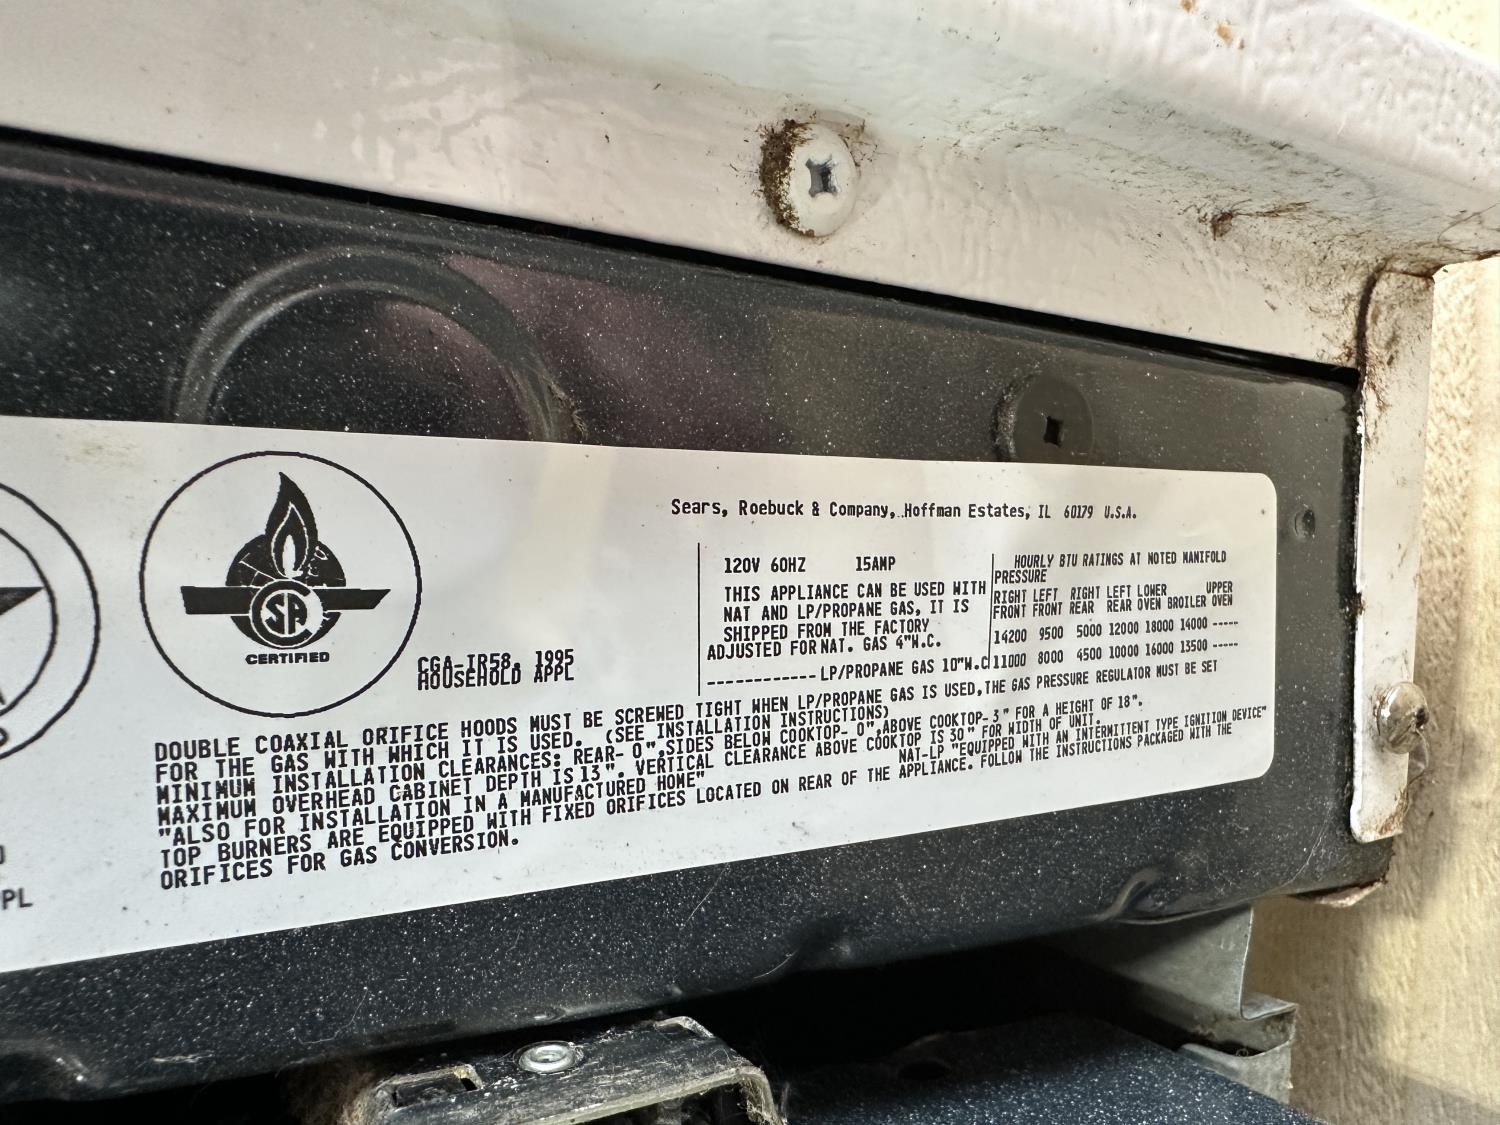 SA
CERTIFIED
CGA-IR58, 1995
HOUSEHOLD APPL
Sears, Roebuck & Company, Hoffman Estates, IL 60179 U.S.A.
120V 60HZ 15AMP
THIS APPLIANCE CAN BE USED WITH
NAT AND LP/PROPANE GAS, IT IS
SHIPPED FROM THE FACTORY
ADJUSTED FOR NAT. GAS 4"W.C.
------------ LP/PROPANE GAS 10"W.C
HOURLY BTU RATINGS AT NOTED MANIFOLD
PRESSURE
RIGHT LEFT RIGHT LEFT LOWER UPPER
FRONT FRONT REAR REAR OVEN BROILER OVEN
14200 9500 5000 12000 18000 14000 -----
11000 8000 4500 10000 16000 13500 -----
DOUBLE COAXIAL ORIFICE HOODS MUST BE SCREWED TIGHT WHEN LP/PROPANE GAS IS USED, THE GAS PRESSURE REGULATOR MUST BE SET
FOR THE GAS WITH WHICH IT IS USED. (SEE INSTALLATION INSTRUCTIONS)
MINIMUM INSTALLATION CLEARANCES: REAR- 0", SIDES BELOW COOKTOP- 0", ABOVE COOKTOP- 3" FOR A HEIGHT OF 18".
MAXIMUM OVERHEAD CABINET DEPTH IS 13". VERTICAL CLEARANCE ABOVE COOKTOP IS 30" FOR WIDTH OF UNIT.
"ALSO FOR INSTALLATION IN A MANUFACTURED HOME" NAT-LP "EQUIPPED WITH AN INTERMITTENT TYPE IGNITION DEVICE"
TOP BURNERS ARE EQUIPPED WITH FIXED ORIFICES LOCATED ON REAR OF THE APPLIANCE. FOLLOW THE INSTRUCTIONS PACKAGED WITH THE
ORIFICES FOR GAS CONVERSION.
PL